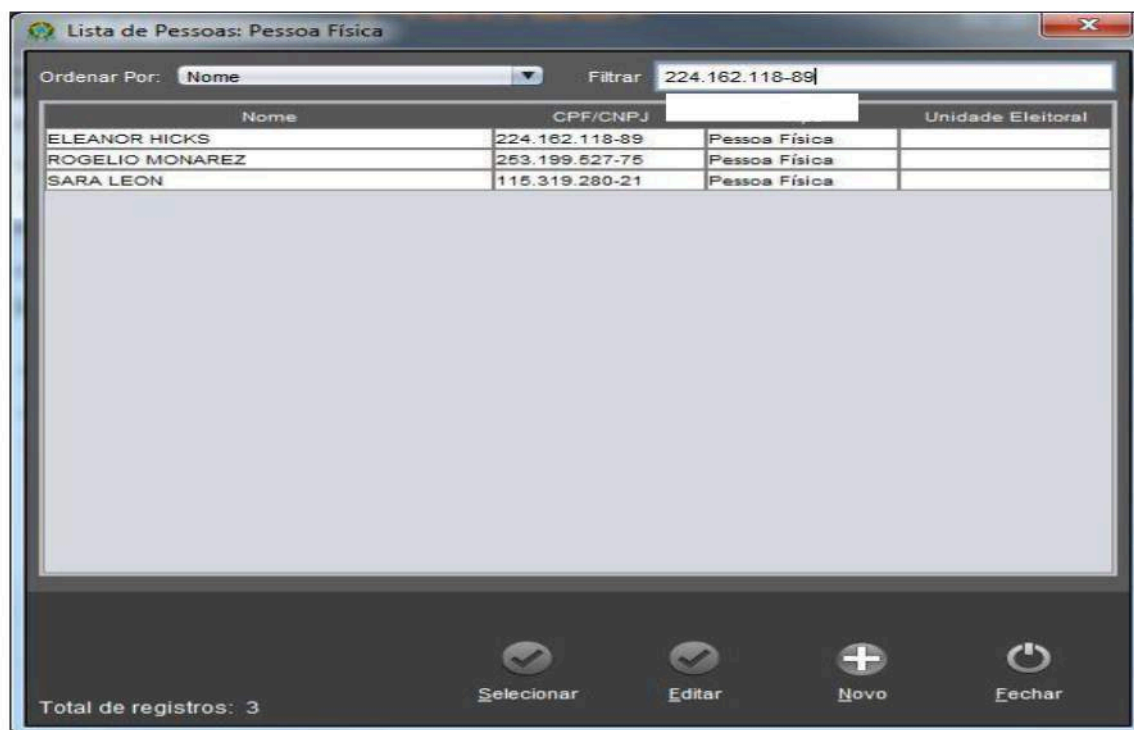 Lista de Pessoas: Pessoa Física
Ordenar Por: Nome Filtrar 224.162.118-89
Nome CPF/CNPJ Unidade Eleitoral
ELEANOR HICKS 224.162.118-89 Pessoa Física
ROGELIO MONAREZ 253.199.527-75 Pessoa Física
SARA LEON 115.319.280-21 Pessoa Física
Selecionar Editar Novo Fechar
Total de registros: 3